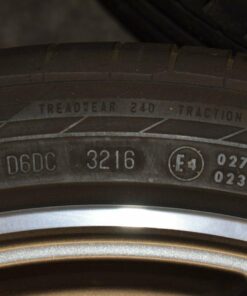 TREADWEAR 240 TRACTION
D6DC 3216 E4 027
023